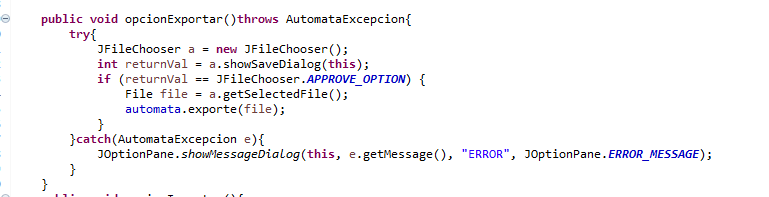 public void opcionExportar()throws AutomataExcepcion{
try{
JFileChooser a = new JFileChooser();
int returnVal = a.showSaveDialog(this);
if (returnVal == JFileChooser.APPROVE_OPTION) {
File file = a.getSelectedFile();
automata.exporte(file);
}
}catch(AutomataExcepcion e){
JOptionPane.showMessageDialog(this, e.getMessage(), "ERROR", JOptionPane.ERROR_MESSAGE);
}
}